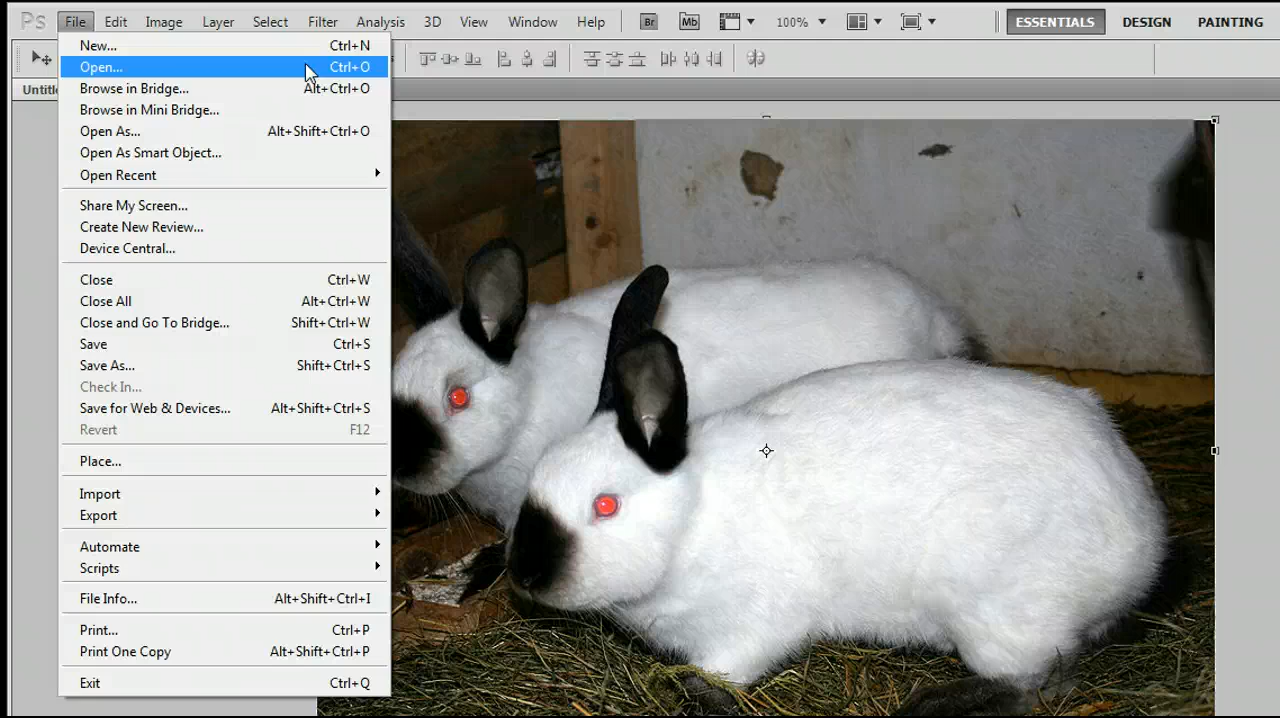 Ps File Edit Image Layer Select Filter Analysis 3D View Window Help Br Mb 100% ESSENTIALS DESIGN PAINTING
New... Ctrl+N
Open... Ctrl+O
Untitle
Browse in Bridge... Alt+Ctrl+O
Browse in Mini Bridge...
Open As... Alt+Shift+Ctrl+O
Open As Smart Object...
Open Recent
Share My Screen...
Create New Review...
Device Central...
Close Ctrl+W
Close All Alt+Ctrl+W
Close and Go To Bridge... Shift+Ctrl+W
Save Ctrl+S
Save As... Shift+Ctrl+S
Check In...
Save for Web & Devices... Alt+Shift+Ctrl+S
Revert F12
Place...
Import
Export
Automate
Scripts
File Info... Alt+Shift+Ctrl+I
Print... Ctrl+P
Print One Copy Alt+Shift+Ctrl+P
Exit Ctrl+Q